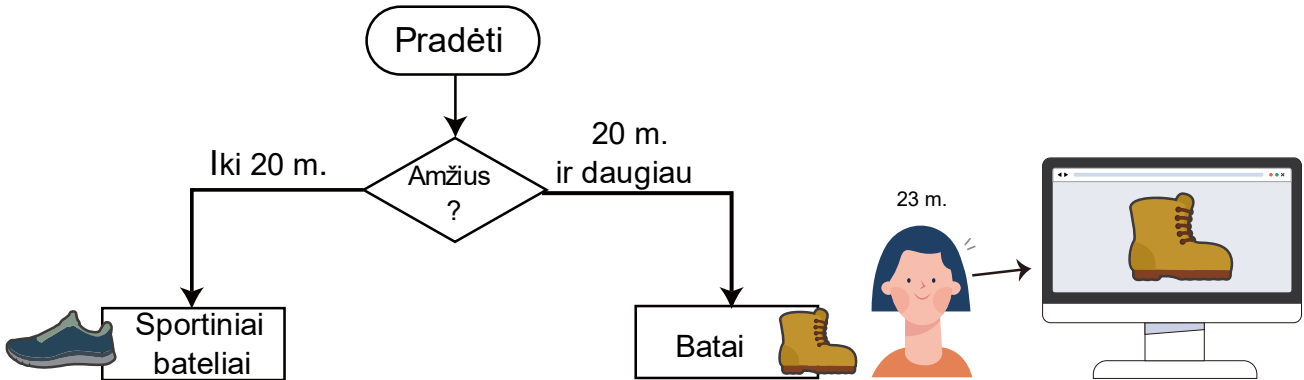 Pradėti
Iki 20 m.
Amžius
?
20 m.
ir daugiau
23 m.
Sportiniai
bateliai
Batai